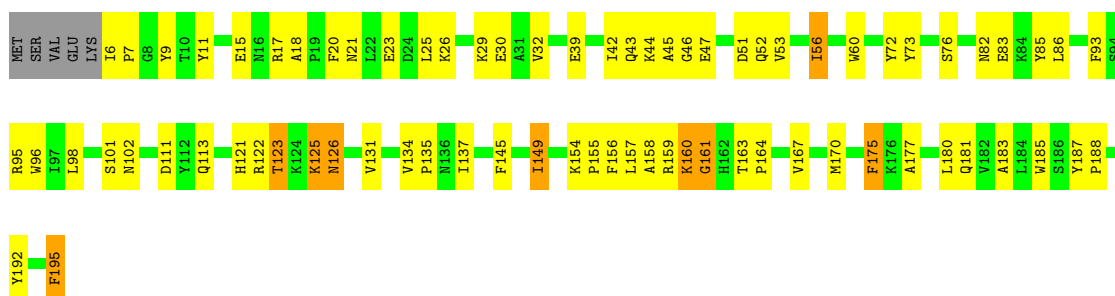 MET SER VAL GLU LYS I6 P7 G8 Y9 T10 Y11 E15 N16 R17 A18 P19 F20 N21 L22 E23 D24 L25 K26 K29 E30 A31 V32 E39 I42 Q43 K44 A45 G46 E47 D51 Q52 V53 I56 W60 Y72 Y73 S76 N82 E83 K84 Y85 L86 F93 S94
R95 W96 I97 L98 S101 N102 D111 Y112 Q113 H121 R122 T123 K124 K125 N126 V131 V134 P135 N136 I137 F145 I149 K154 P155 F156 L157 A158 R159 K160 G161 H162 T163 P164 V167 M170 F175 K176 A177 L180 Q181 V182 A183 L184 W185 S186 Y187 P188
Y192 F195